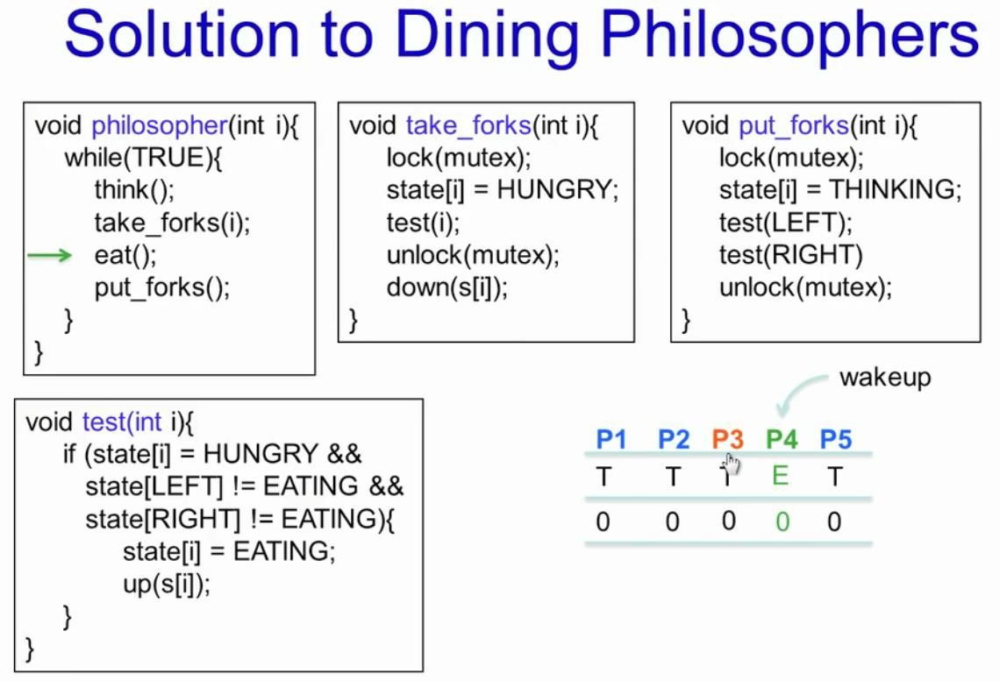 Solution to Dining Philosophers
void philosopher(int i){
while(TRUE){
think();
take_forks(i);
eat();
put_forks();
}
}
void take_forks(int i){
lock(mutex);
state[i] = HUNGRY;
test(i);
unlock(mutex);
down(s[i]);
}
void put_forks(int i){
lock(mutex);
state[i] = THINKING;
test(LEFT);
test(RIGHT)
unlock(mutex);
}
void test(int i){
if (state[i] = HUNGRY &&
state[LEFT] != EATING &&
state[RIGHT] != EATING){
state[i] = EATING;
up(s[i]);
}
}
wakeup
P1 P2 P3 P4 P5
T T T E T
0 0 0 0 0